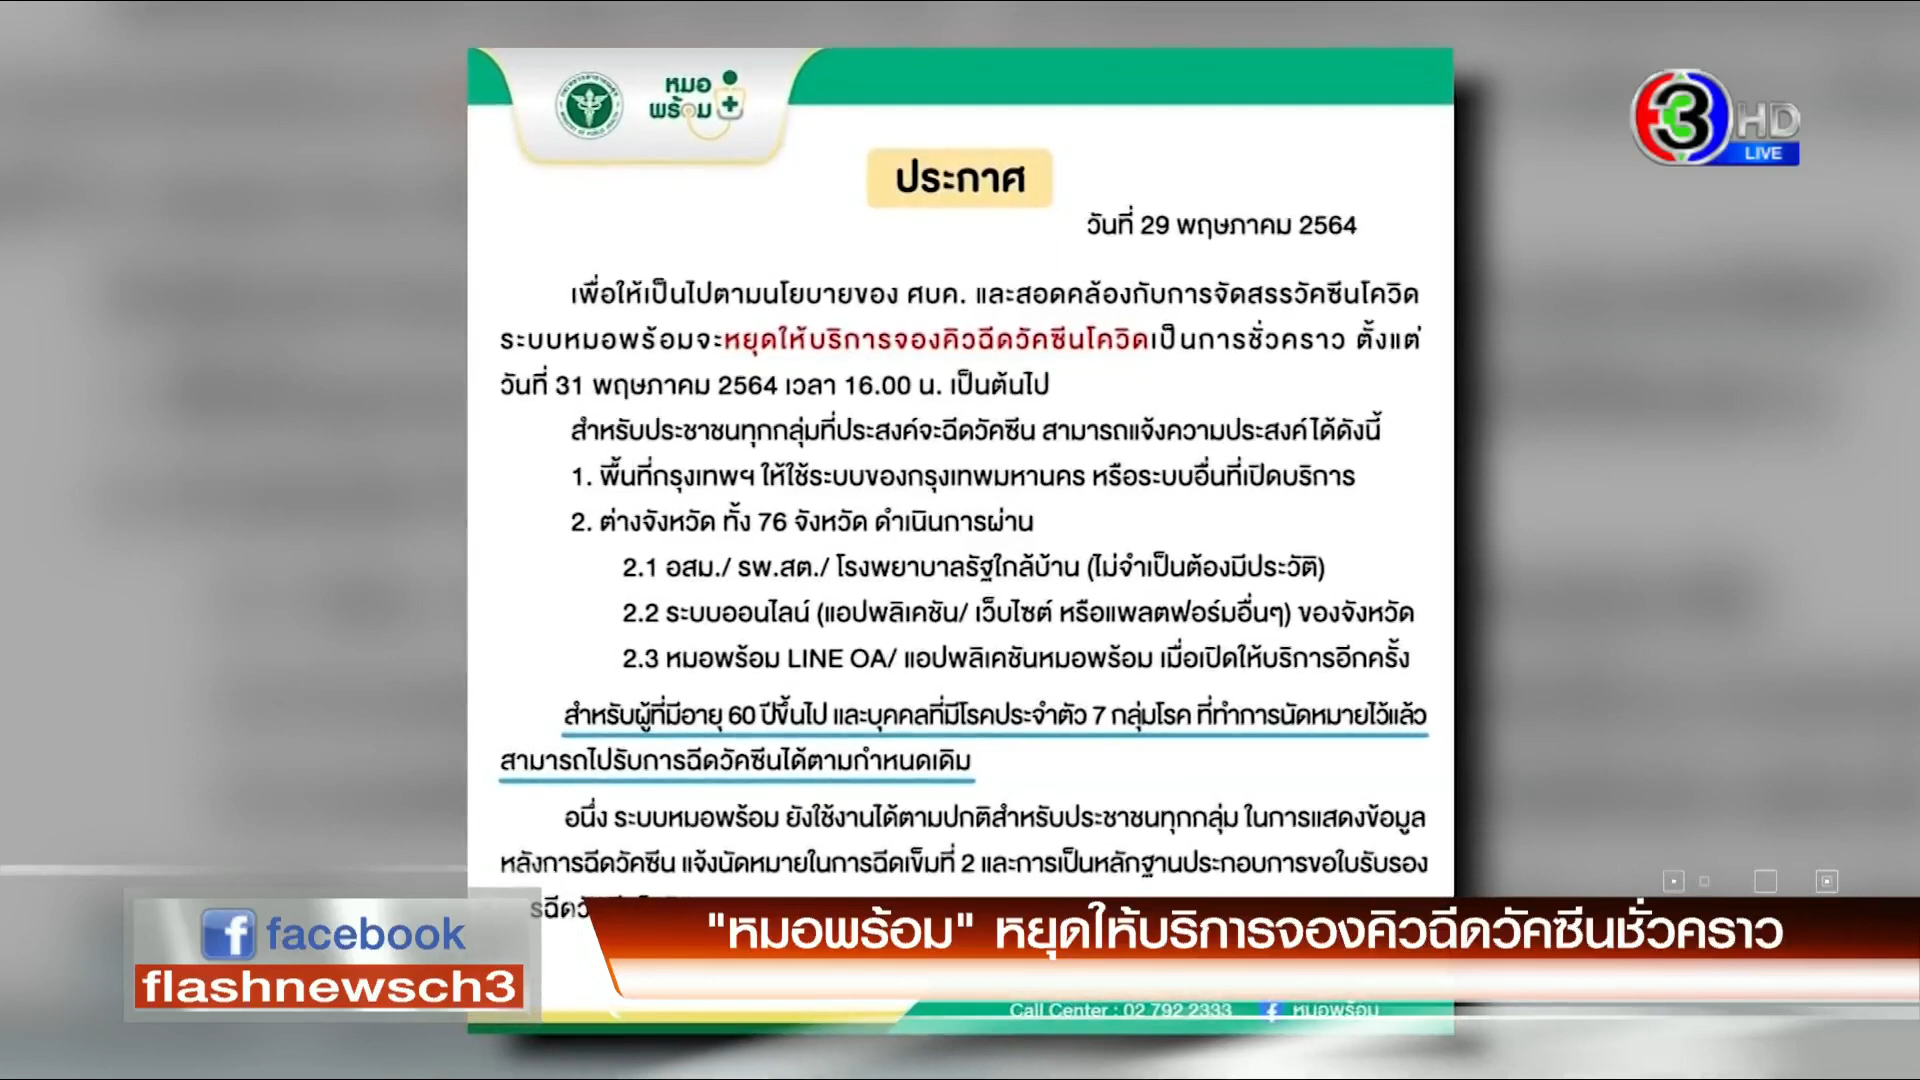 หมอ
พร้อม
3 HD
LIVE
ประกาศ
วันที่ 29 พฤษภาคม 2564
เพื่อให้เป็นไปตามนโยบายของ ศบค. และสอดคล้องกับการจัดสรรวัคซีนโควิด
ระบบหมอพร้อมจะหยุดให้บริการจองคิวฉีดวัคซีนโควิดเป็นการชั่วคราว ตั้งแต่
วันที่ 31 พฤษภาคม 2564 เวลา 16.00 น. เป็นต้นไป
สำหรับประชาชนทุกกลุ่มที่ประสงค์จะฉีดวัคซีน สามารถแจ้งความประสงค์ได้ดังนี้
1. พื้นที่กรุงเทพฯ ให้ใช้ระบบของกรุงเทพมหานคร หรือระบบอื่นที่เปิดบริการ
2. ต่างจังหวัด ทั้ง 76 จังหวัด ดำเนินการผ่าน
2.1 อสม./ รพ.สต./ โรงพยาบาลรัฐใกล้บ้าน (ไม่จำเป็นต้องมีประวัติ)
2.2 ระบบออนไลน์ (แอปพลิเคชัน/ เว็บไซต์ หรือแพลตฟอร์มอื่นๆ) ของจังหวัด
2.3 หมอพร้อม LINE OA/ แอปพลิเคชันหมอพร้อม เมื่อเปิดให้บริการอีกครั้ง
สำหรับผู้ที่มีอายุ 60 ปีขึ้นไป และบุคคลที่มีโรคประจำตัว 7 กลุ่มโรค ที่ทำการนัดหมายไว้แล้ว
สามารถไปรับการฉีดวัคซีนได้ตามกำหนดเดิม
อนึ่ง ระบบหมอพร้อม ยังใช้งานได้ตามปกติสำหรับประชาชนทุกกลุ่ม ในการแสดงข้อมูล
หลังการฉีดวัคซีน แจ้งนัดหมายในการฉีดเข็มที่ 2 และการเป็นหลักฐานประกอบการขอใบรับรอง
"หมอพร้อม" หยุดให้บริการจองคิวฉีดวัคซีนชั่วคราว
facebook
flashnewsch3
Call Center : 02 792 2333 หมอพร้อม